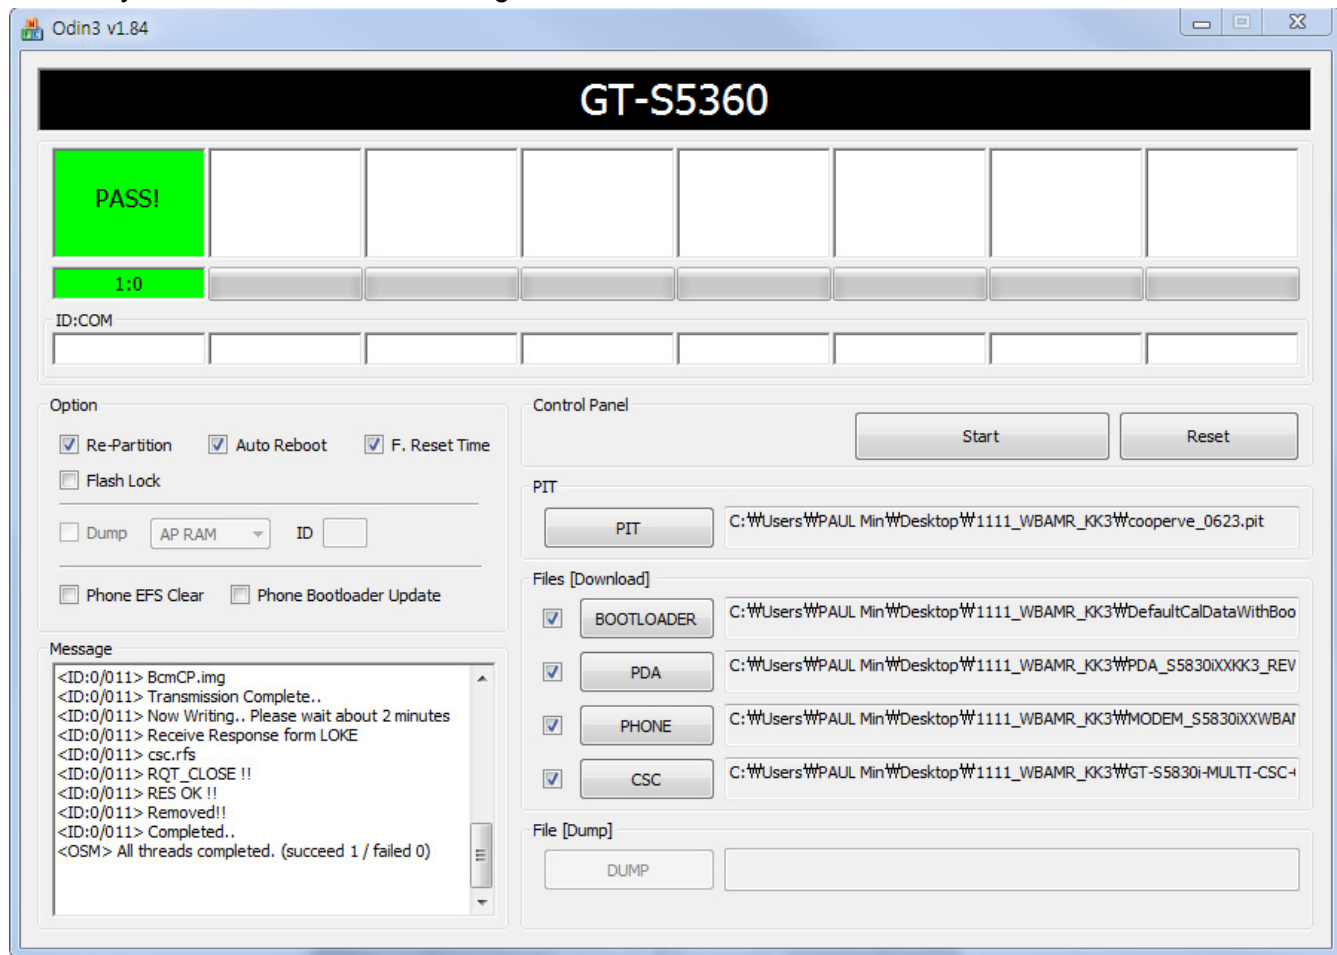 Odin3 v1.84
GT-S5360
PASS!
1:0
ID:COM
Option
Re-Partition Auto Reboot F. Reset Time
Flash Lock
Dump AP RAM ID
Phone EFS Clear Phone Bootloader Update
Message
<ID:0/011> BcmCP.img
<ID:0/011> Transmission Complete..
<ID:0/011> Now Writing.. Please wait about 2 minutes
<ID:0/011> Receive Response form LOKE
<ID:0/011> csc.rfs
<ID:0/011> RQT_CLOSE !!
<ID:0/011> RES OK !!
<ID:0/011> Removed!!
<ID:0/011> Completed..
<OSM> All threads completed. (succeed 1 / failed 0)
Control Panel
Start Reset
PIT
PIT C:₩Users₩PAUL Min₩Desktop₩1111_WBAMR_KK3₩cooperve_0623.pit
Files [Download]
BOOTLOADER C:₩Users₩PAUL Min₩Desktop₩1111_WBAMR_KK3₩DefaultCalDataWithBoo
PDA C:₩Users₩PAUL Min₩Desktop₩1111_WBAMR_KK3₩PDA_S5830iXXKK3_REV
PHONE C:₩Users₩PAUL Min₩Desktop₩1111_WBAMR_KK3₩MODEM_S5830iXXWBAM
CSC C:₩Users₩PAUL Min₩Desktop₩1111_WBAMR_KK3₩GT-S5830i-MULTI-CSC-
File [Dump]
DUMP